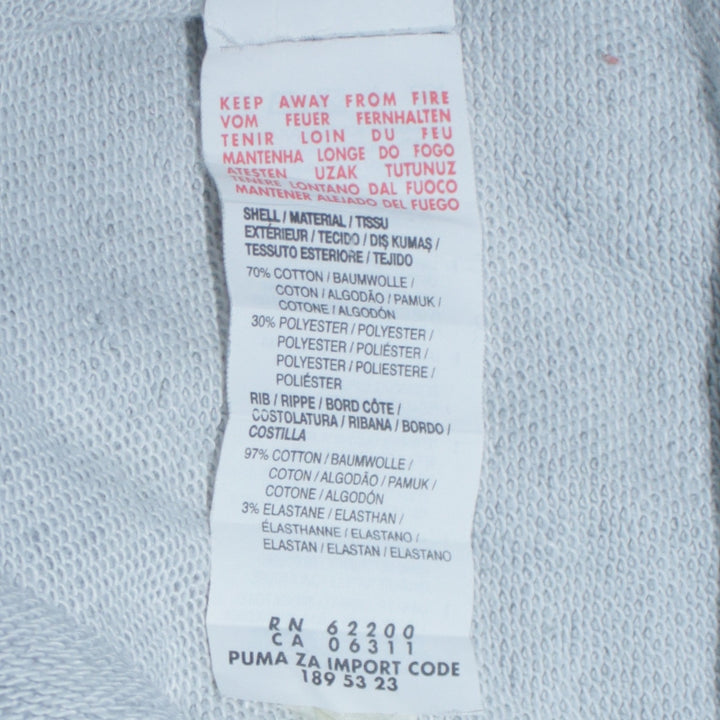 KEEP AWAY FROM FIRE
VOM FEUER FERNHALTEN
TENIR LOIN DU FEU
MANTENHA LONGE DO FOGO
ATESTEN UZAK TUTUNUZ
TENERE LONTANO DAL FUOCO
MANTENER ALEJADO DEL FUEGO
SHELL / MATERIAL / TISSU
EXTÉRIEUR / TECIDO / DIŞ KUMAŞ /
TESSUTO ESTERIORE / TEJIDO
70% COTTON / BAUMWOLLE /
COTON / ALGODÃO / PAMUK /
COTONE / ALGODÓN
30% POLYESTER / POLYESTER /
POLYESTER / POLIÉSTER /
POLYESTER / POLIESTERE /
POLIÉSTER
RIB / RIPPE / BORD CÔTE /
COSTOLATURA / RIBANA / BORDO /
COSTILLA
97% COTTON / BAUMWOLLE /
COTON / ALGODÃO / PAMUK /
COTONE / ALGODÓN
3% ELASTANE / ELASTHAN /
ÉLASTHANNE / ELASTANO /
ELASTAN / ELASTAN / ELASTANO
RN 62200
CA 06311
PUMA ZA IMPORT CODE
189 53 23